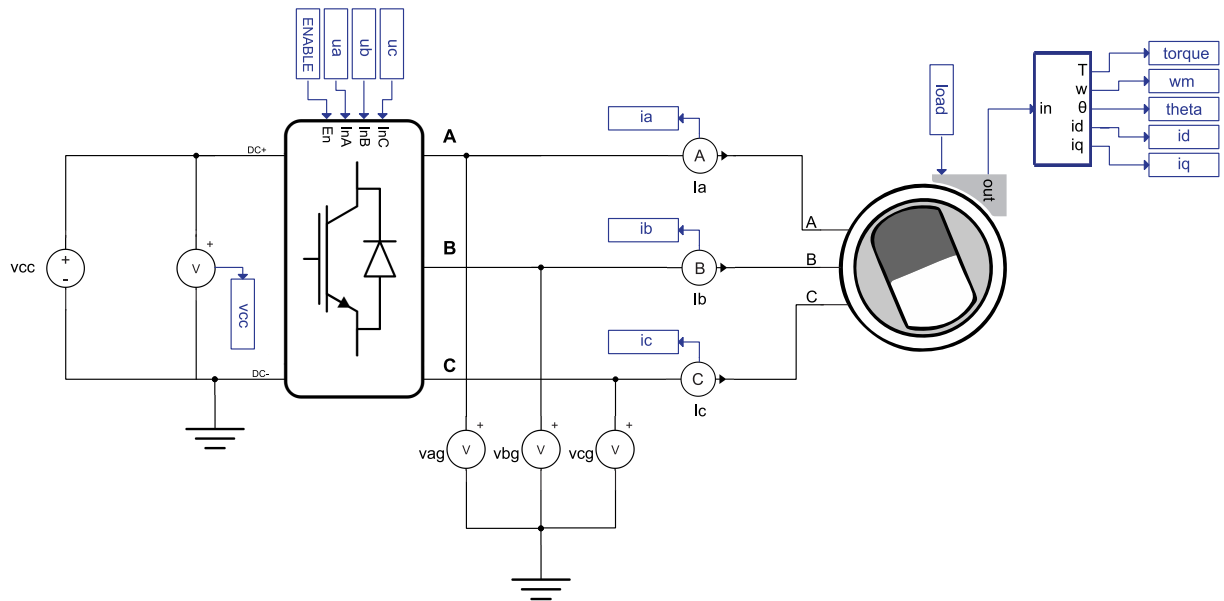 ENABLE
ua
ub
uc
En
InA
InB
InC
DC+
DC-
vcc
+
-
V
+
vcc
A
B
C
ia
A
Ia
ib
B
Ib
ic
C
Ic
vag
V
+
vbg
V
+
vcg
V
+
A
B
C
load
out
in
T
w
θ
id
iq
torque
wm
theta
id
iq